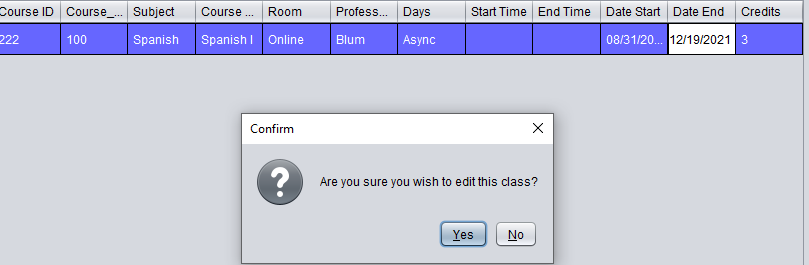 Course ID Course_... Subject Course ... Room Profess... Days Start Time End Time Date Start Date End Credits
222 100 Spanish Spanish I Online Blum Async 08/31/20... 12/19/2021 3
Confirm
Are you sure you wish to edit this class?
Yes No